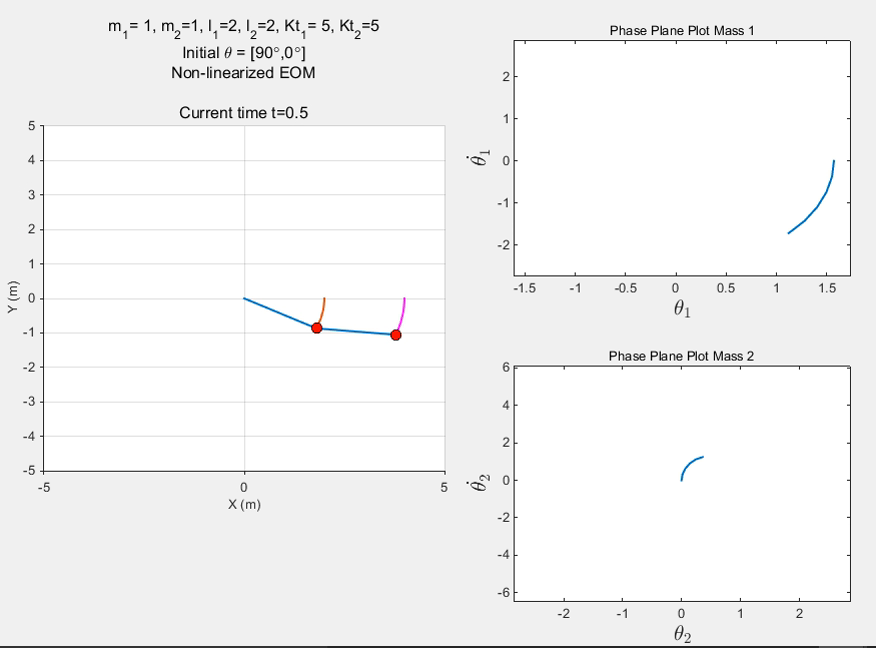 m₁= 1, m₂=1, l₁=2, l₂=2, Kt₁= 5, Kt₂=5
Initial θ = [90°,0°]
Non-linearized EOM
Current time t=0.5
5
4
3
2
1
0
-1
-2
-3
-4
-5
Y (m)
-5 0 5
X (m)
Phase Plane Plot Mass 1
2
1
0
-1
-2
θ̇₁
-1.5 -1 -0.5 0 0.5 1 1.5
θ₁
Phase Plane Plot Mass 2
6
4
2
0
-2
-4
-6
θ̇₂
-2 -1 0 1 2
θ₂